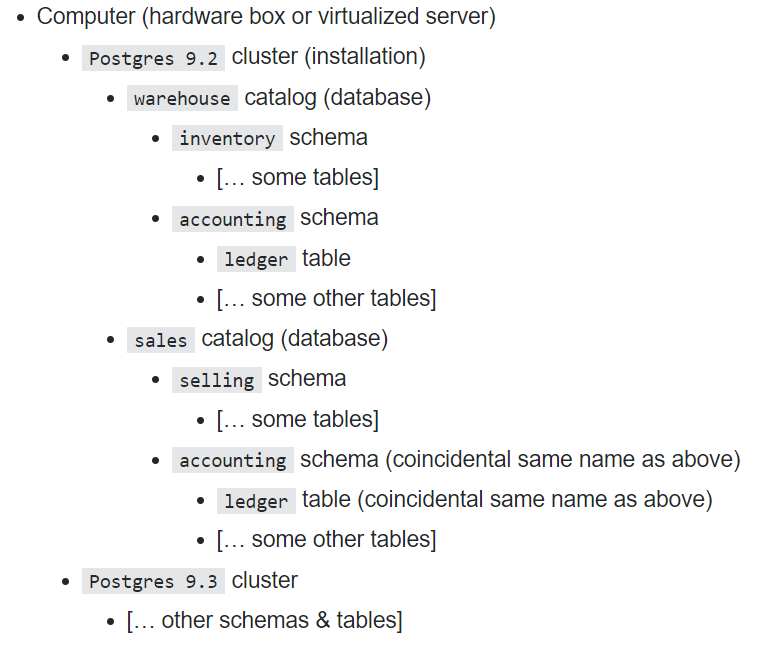 Computer (hardware box or virtualized server)
Postgres 9.2 cluster (installation)
warehouse catalog (database)
inventory schema
[… some tables]
accounting schema
ledger table
[… some other tables]
sales catalog (database)
selling schema
[… some tables]
accounting schema (coincidental same name as above)
ledger table (coincidental same name as above)
[… some other tables]
Postgres 9.3 cluster
[… other schemas & tables]